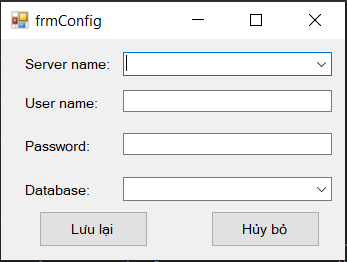 frmConfig
Server name:
User name:
Password:
Database:
Lưu lại Hủy bỏ